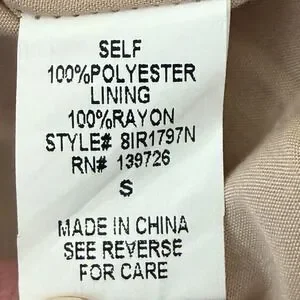 SELF
100%POLYESTER
LINING
100%RAYON
STYLE# 8IR1797N
RN# 139726
S
MADE IN CHINA
SEE REVERSE
FOR CARE